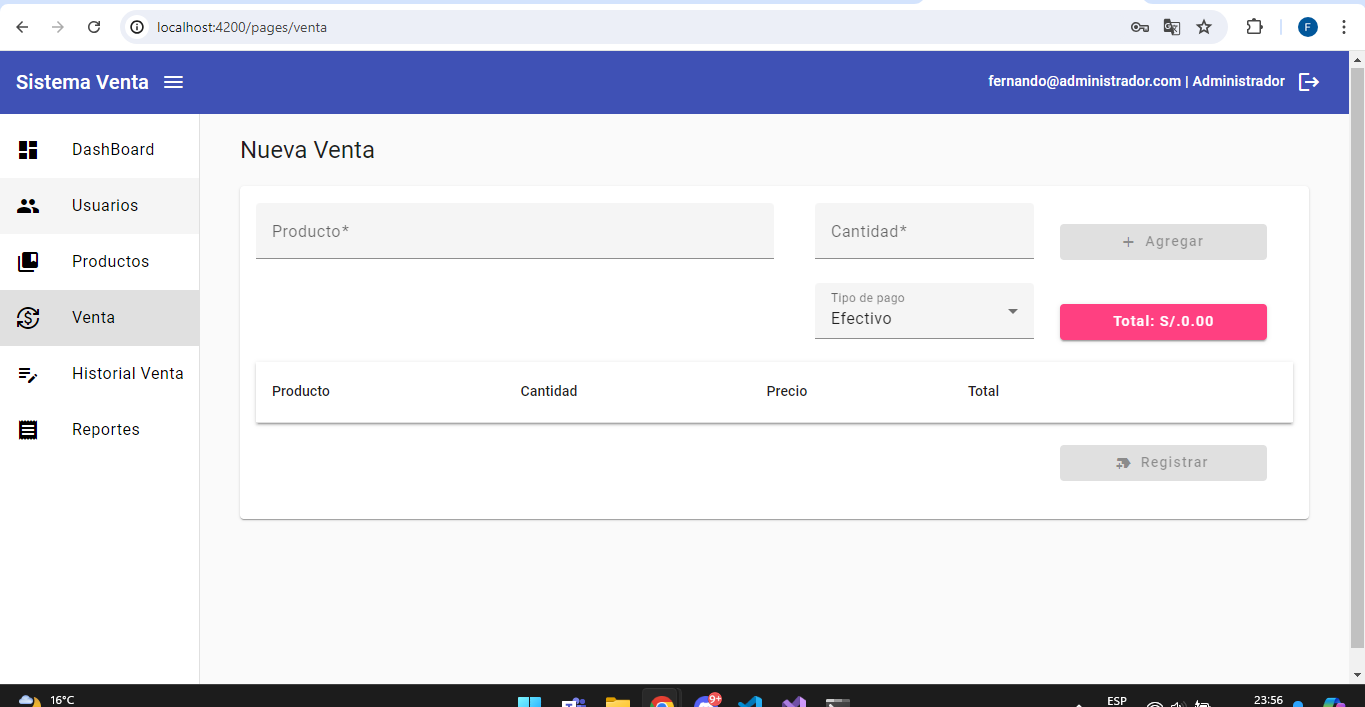 localhost:4200/pages/venta
F
Sistema Venta
fernando@administrador.com | Administrador
DashBoard
Usuarios
Productos
Venta
Historial Venta
Reportes
Nueva Venta
Producto*
Cantidad*
+ Agregar
Tipo de pago
Efectivo
Total: S/.0.00
Producto Cantidad Precio Total
Registrar
16°C
9+
ESP
23:56